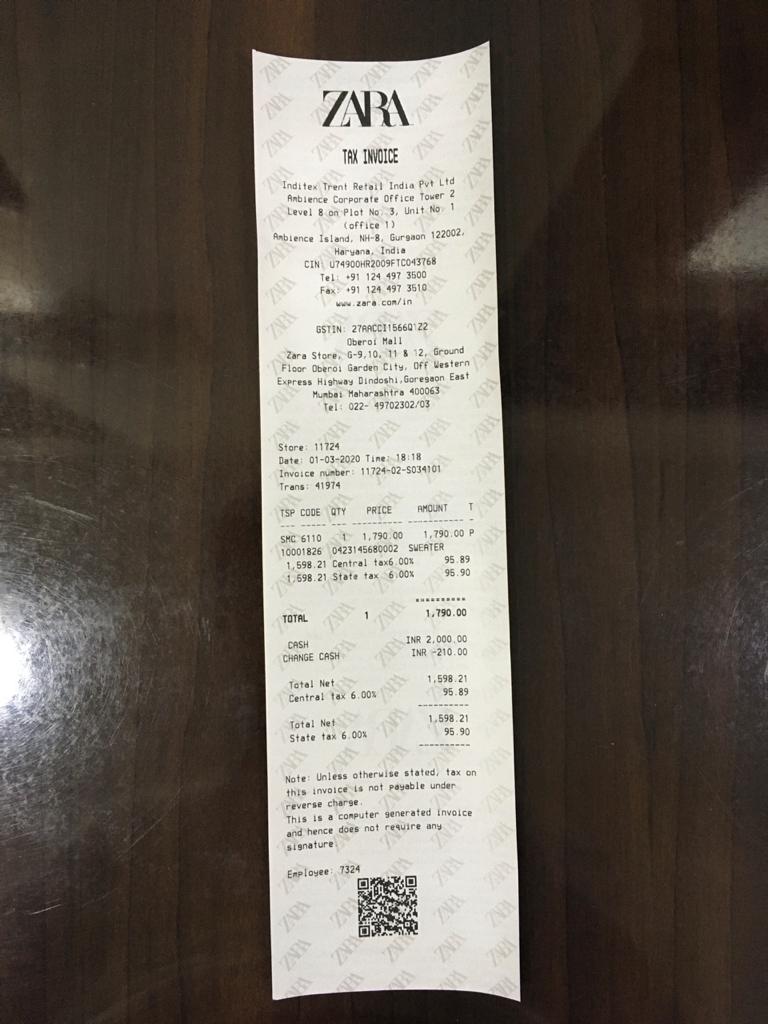 ZARA
TAX INVOICE
Inditex Trent Retail India Pvt Ltd
Ambience Corporate Office Tower 2
Level 8 on Plot No. 3, Unit No. 1
(office 1)
Ambience Island, NH-8, Gurgaon 122002,
Haryana, India
CIN U74900HR2009FTC043768
Tel: +91 124 497 3500
Fax: +91 124 497 3510
www.zara.com/in
GSTIN: 27AACCI1566Q1Z2
Oberoi Mall
Zara Store, G-9,10, 11 & 12, Ground
Floor Oberoi Garden City, Off Western
Express Highway Dindoshi,Goregaon East
Mumbai Maharashtra 400063
Tel: 022- 49702302/03
Store: 11724
Date: 01-03-2020 Time: 18:18
Invoice number: 11724-02-S034101
Trans: 41974
TSP CODE QTY PRICE AMOUNT T
--- ----- --- ---------- ----------- -
SMC 6110 1 1,790.00 1,790.00 P
10001826 0423145680002 SWEATER
1,598.21 Central tax6.00% 95.89
1,598.21 State tax 6.00% 95.90
==========
TOTAL 1 1,790.00
CASH INR 2,000.00
CHANGE CASH INR -210.00
Total Net 1,598.21
Central tax 6.00% 95.89
----------
Total Net 1,598.21
State tax 6.00% 95.90
----------
Note: Unless otherwise stated, tax on
this invoice is not payable under
reverse charge.
This is a computer generated invoice
and hence does not require any
signature.
Employee: 7324